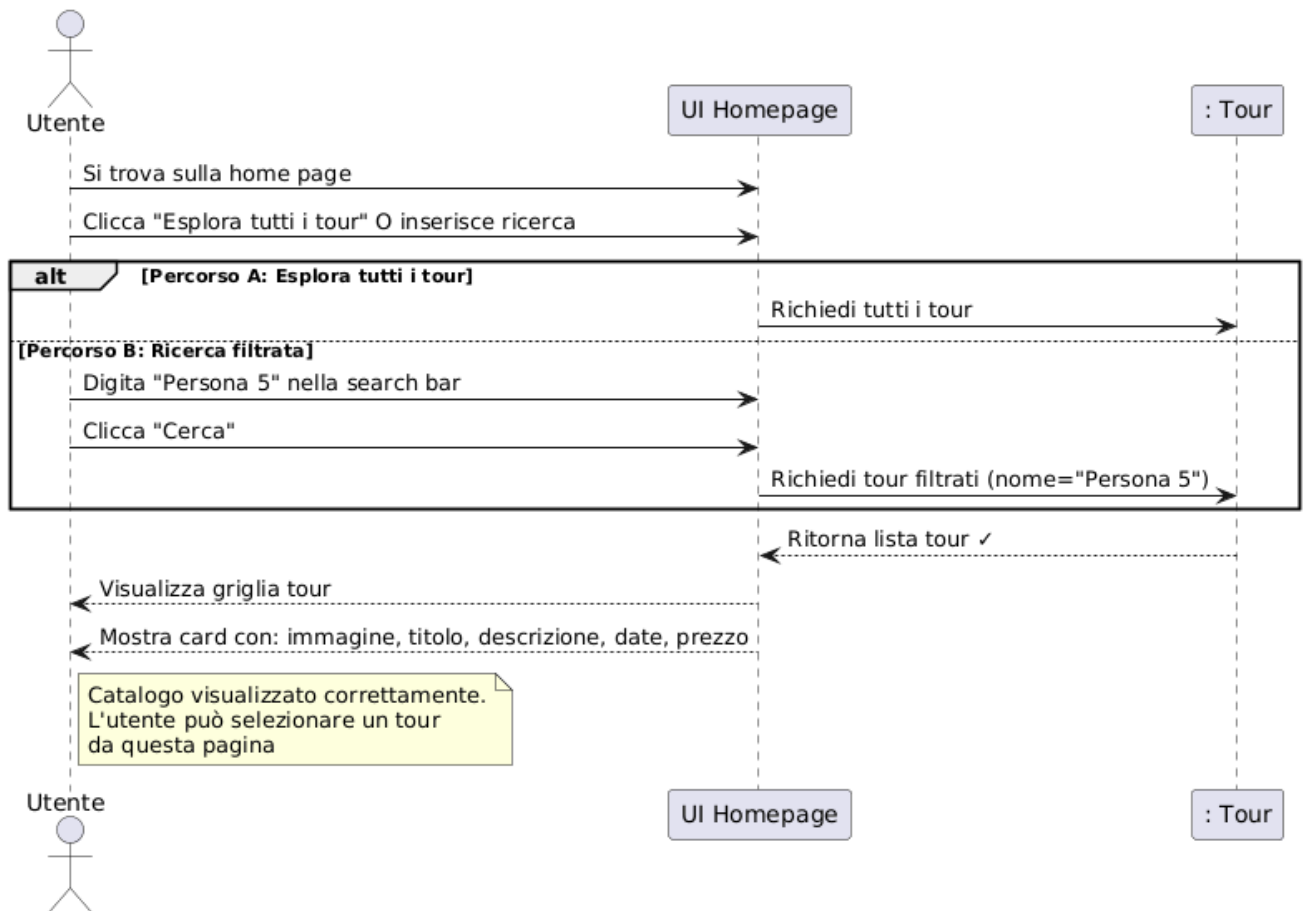 Utente
UI Homepage
: Tour
Si trova sulla home page
Clicca "Esplora tutti i tour" O inserisce ricerca
alt [Percorso A: Esplora tutti i tour]
Richiedi tutti i tour
[Percorso B: Ricerca filtrata]
Digita "Persona 5" nella search bar
Clicca "Cerca"
Richiedi tour filtrati (nome="Persona 5")
Ritorna lista tour ✓
Visualizza griglia tour
Mostra card con: immagine, titolo, descrizione, date, prezzo
Catalogo visualizzato correttamente.
L'utente può selezionare un tour
da questa pagina
Utente
UI Homepage
: Tour